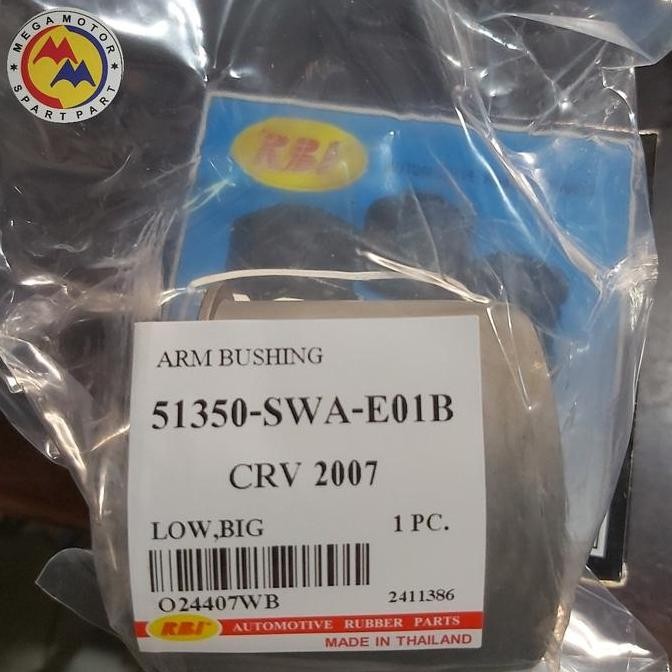 MEGA MOTOR
SPART PART
RBI
ARM BUSHING
51350-SWA-E01B
CRV 2007
LOW,BIG 1 PC.
O24407WB 2411386
RBI AUTOMOTIVE RUBBER PARTS
MADE IN THAILAND